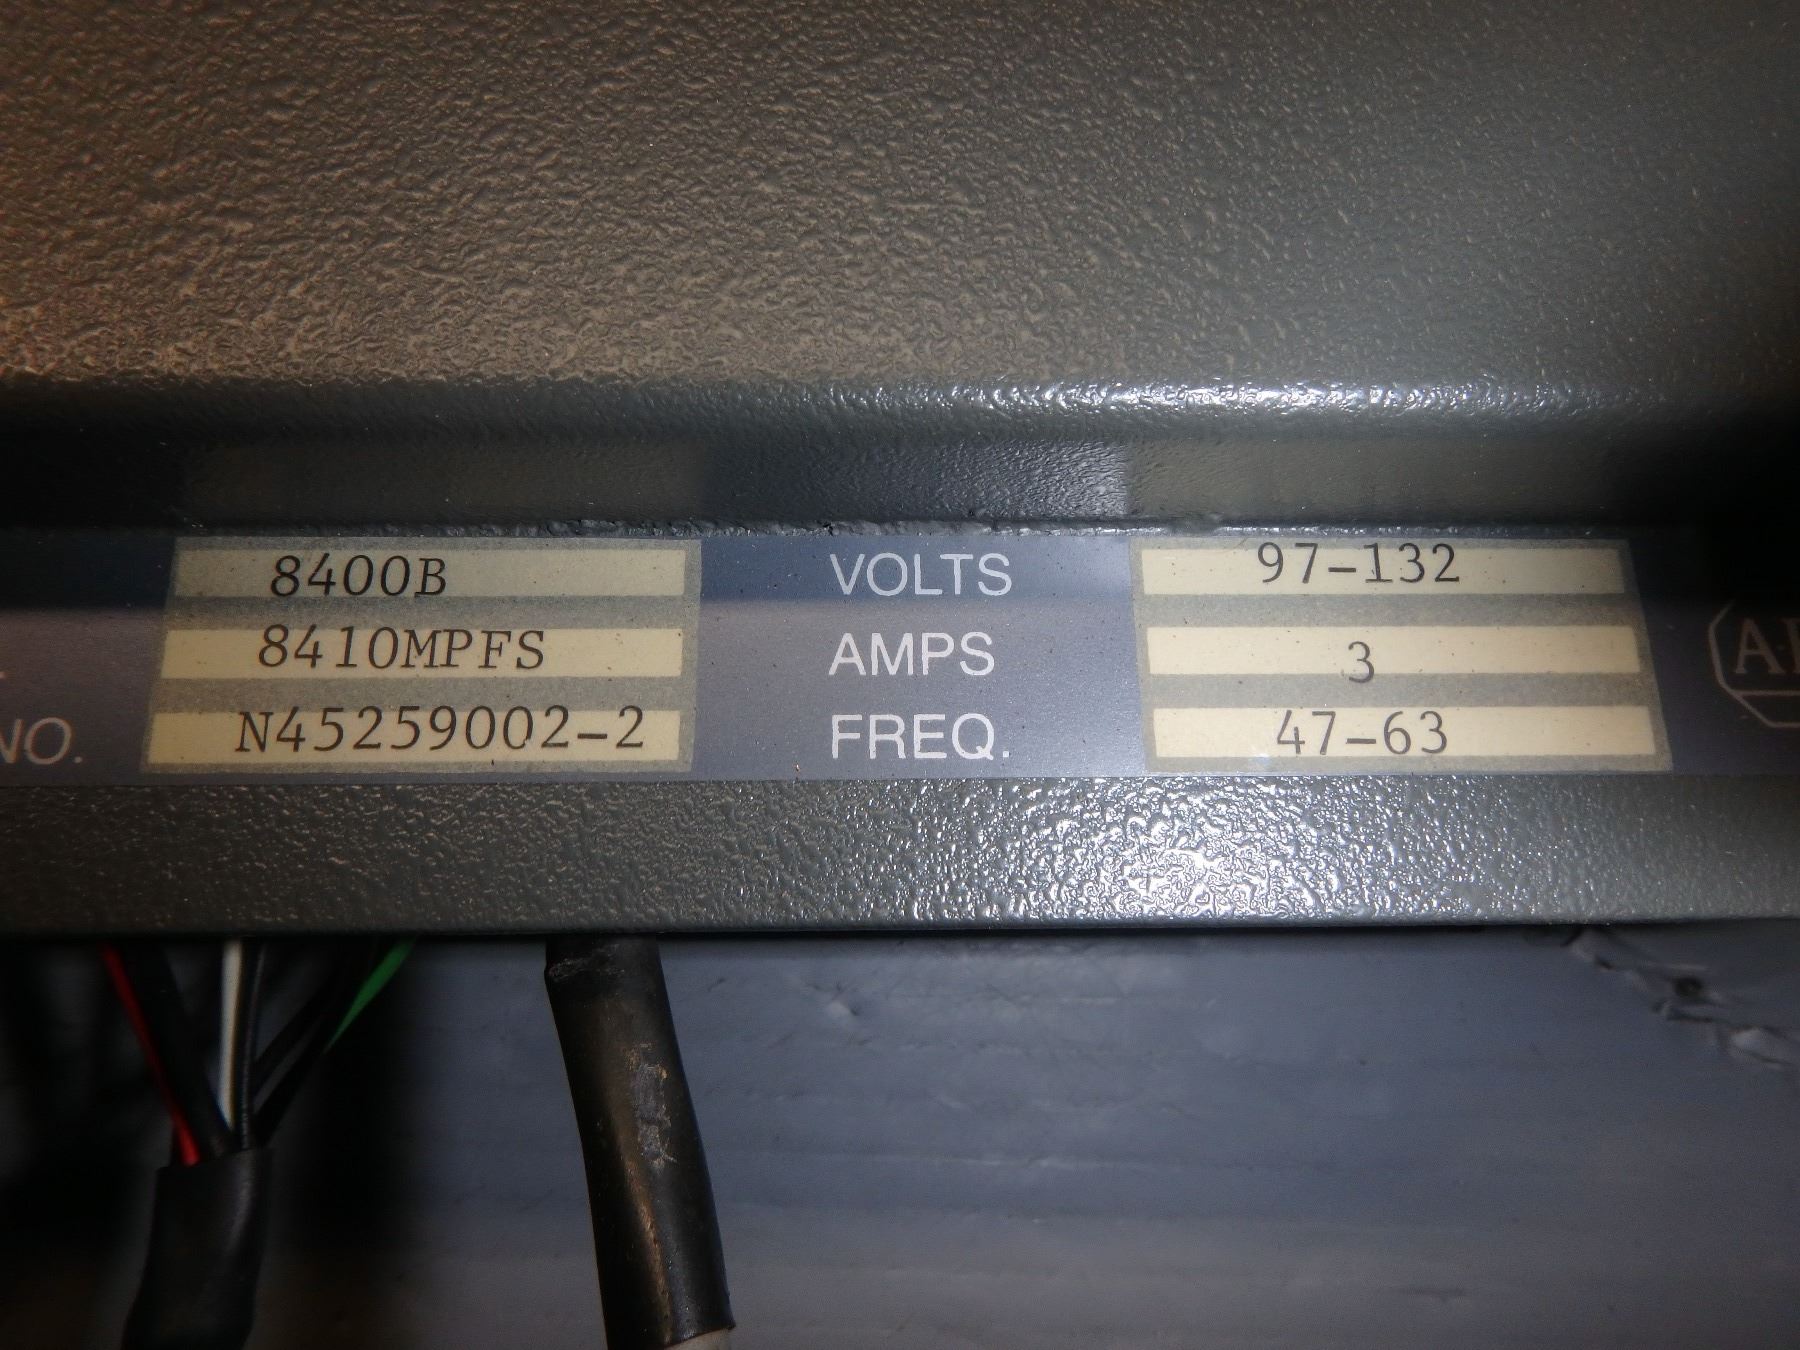 8400B VOLTS 97-132
8410MPFS AMPS 3
NO. N45259002-2 FREQ. 47-63